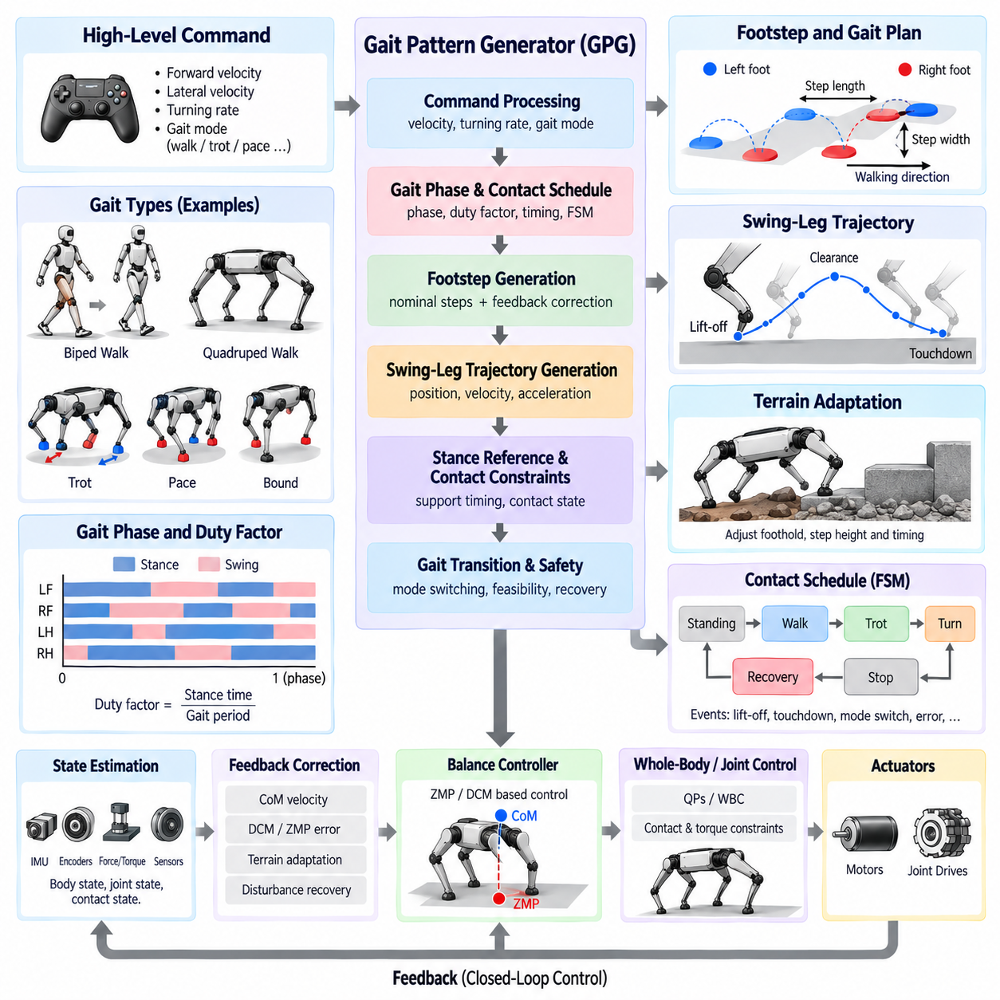 High-Level Command
• Forward velocity
• Lateral velocity
• Turning rate
• Gait mode
(walk / trot / pace ...)
Gait Types (Examples)
Biped Walk
Quadruped Walk
Trot
Pace
Bound
Gait Phase and Duty Factor
Stance
Swing
LF
RF
LH
RH
0
1 (phase)
Duty factor = Stance time
Gait period
Gait Pattern Generator (GPG)
Command Processing
velocity, turning rate, gait mode
Gait Phase & Contact Schedule
phase, duty factor, timing, FSM
Footstep Generation
nominal steps + feedback correction
Swing-Leg Trajectory Generation
position, velocity, acceleration
Stance Reference &
Contact Constraints
support timing, contact state
Gait Transition & Safety
mode switching, feasibility, recovery
Footstep and Gait Plan
Left foot
Right foot
Step length
Step width
Walking direction
Swing-Leg Trajectory
Clearance
Lift-off
Touchdown
Terrain Adaptation
Adjust foothold, step height and timing
Contact Schedule (FSM)
Standing
Walk
Trot
Turn
Recovery
Stop
Events: lift-off, touchdown, mode switch, error, ...
State Estimation
IMU
Encoders
Force/Torque
Sensors
Body state, joint state,
contact state.
Feedback Correction
CoM velocity
DCM / ZMP error
Terrain adaptation
Disturbance recovery
Balance Controller
ZMP / DCM based control
CoM
ZMP
Whole-Body / Joint Control
QPs / WBC
Contact & torque constraints
Actuators
Motors
Joint Drives
Feedback (Closed-Loop Control)